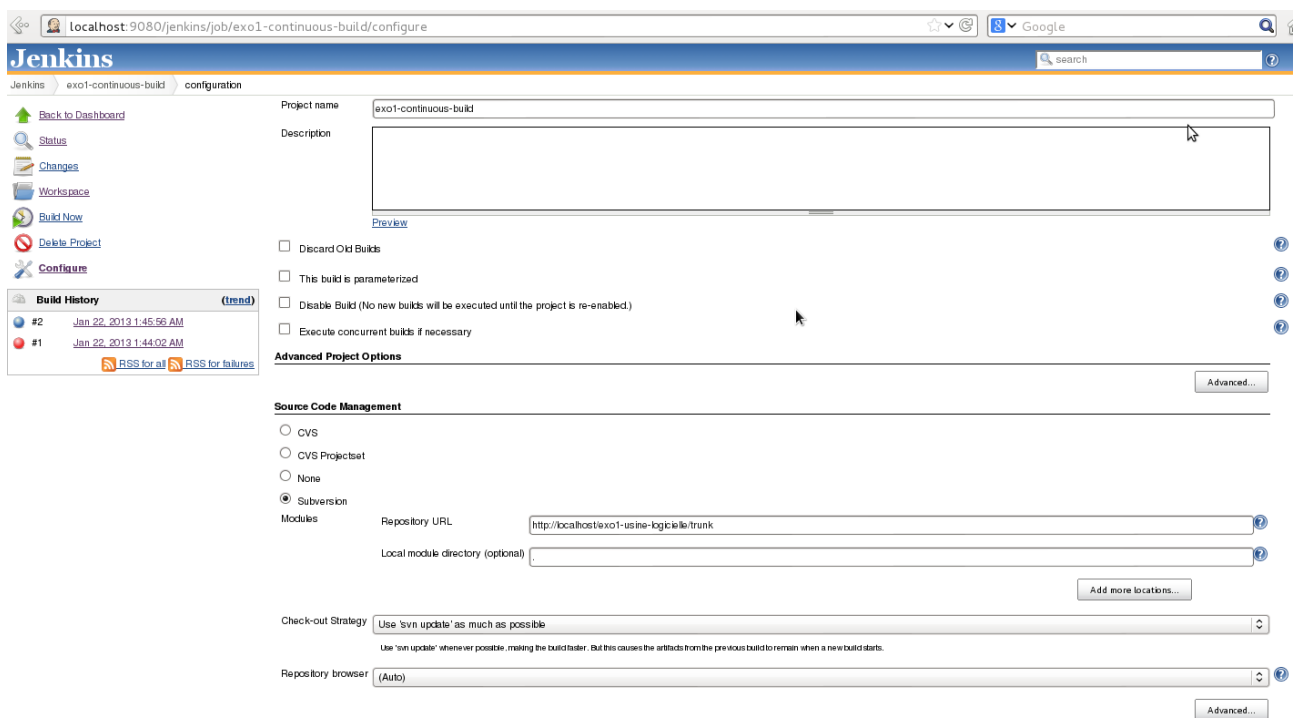 localhost:9080/jenkins/job/exo1-continuous-build/configure
8 Google
Jenkins
search
Jenkins exo1-continuous-build configuration
Back to Dashboard
Status
Changes
Workspace
Build Now
Delete Project
Configure
Build History (trend)
#2 Jan 22, 2013 1:45:56 AM
#1 Jan 22, 2013 1:44:02 AM
RSS for all RSS for failures
Project name exo1-continuous-build
Description
Preview
Discard Old Builds
This build is parameterized
Disable Build (No new builds will be executed until the project is re-enabled.)
Execute concurrent builds if necessary
Advanced Project Options
Advanced...
Source Code Management
CVS
CVS Projectset
None
Subversion
Modules Repository URL http://localhost/exo1-usine-logicielle/trunk
Local module directory (optional) .
Add more locations...
Check-out Strategy Use 'svn update' as much as possible
Use 'svn update' whenever possible, making the build faster. But this causes the artifacts from the previous build to remain when a new build starts.
Repository browser (Auto)
Advanced...